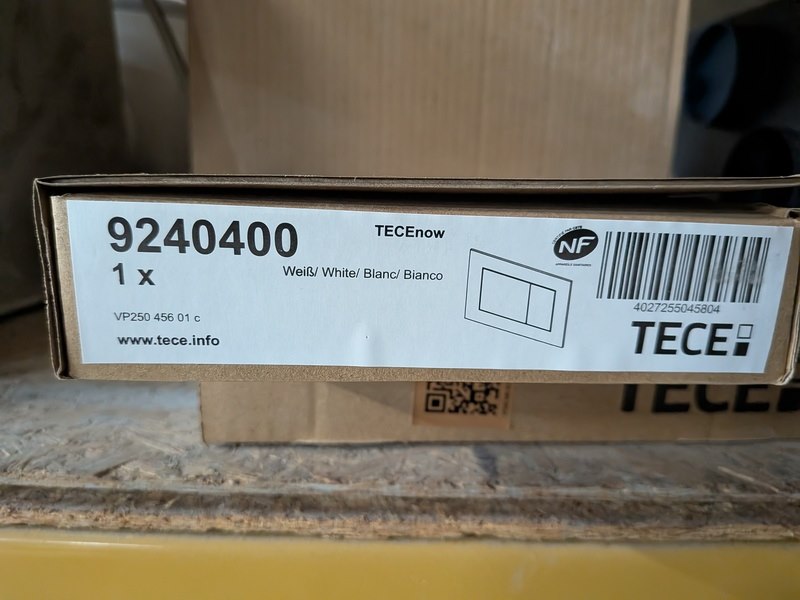 9240400
TECEnow
1 x
Weiß/ White/ Blanc/ Bianco
NF
VP250 456 01 c
www.tece.info
4027255045804
TECE
TECE